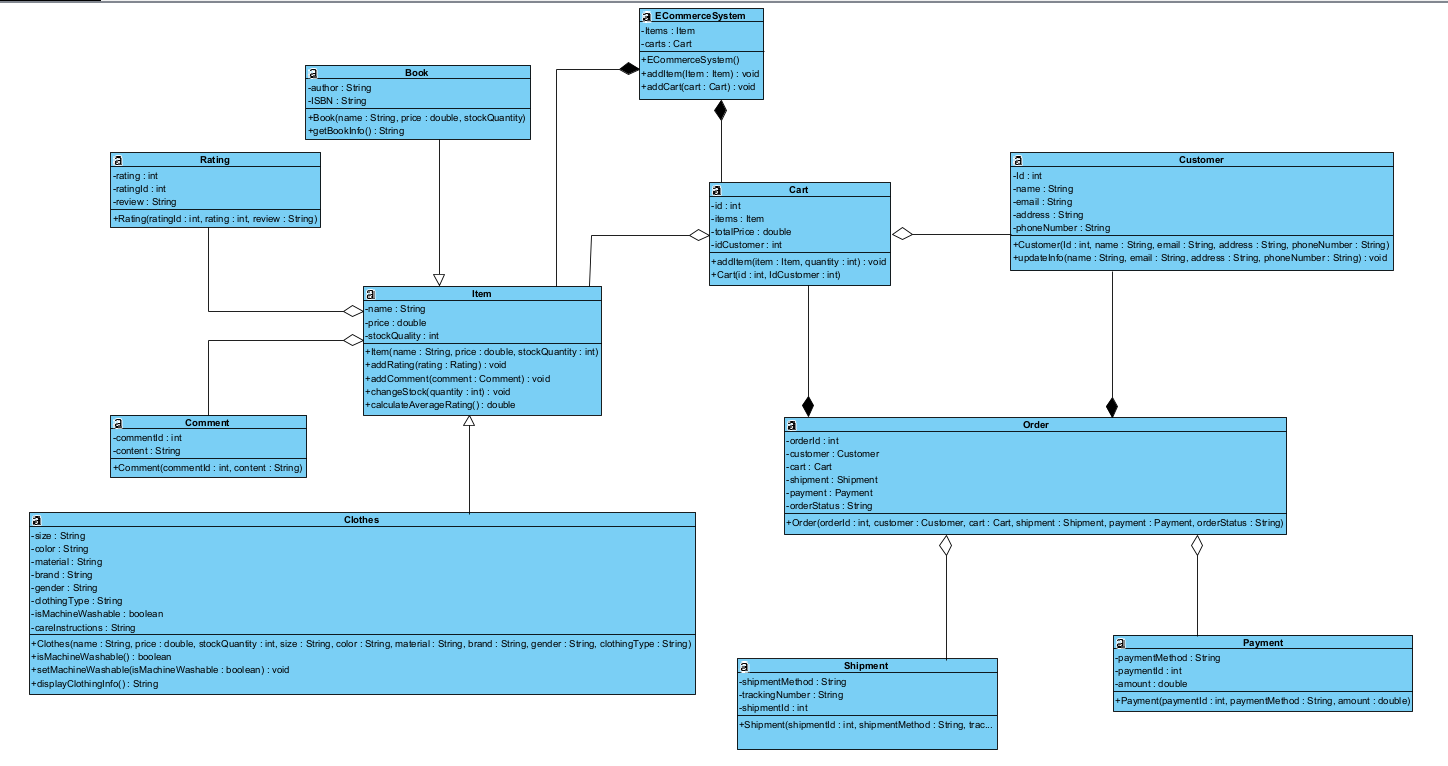 ECommerceSystem
-Items : Item
-carts : Cart
+ECommerceSystem()
+addItem(Item : Item) : void
+addCart(cart : Cart) : void
Book
-author : String
-ISBN : String
+Book(name : String, price : double, stockQuantity)
+getBookInfo() : String
Rating
-rating : int
-ratingId : int
-review : String
+Rating(ratingId : int, rating : int, review : String)
Cart
-id : int
-items : Item
-totalPrice : double
-idCustomer : int
+addItem(item : Item, quantity : int) : void
+Cart(id : int, IdCustomer : int)
Customer
-Id : int
-name : String
-email : String
-address : String
-phoneNumber : String
+Customer(Id : int, name : String, email : String, address : String, phoneNumber : String)
+updateInfo(name : String, email : String, address : String, phoneNumber : String) : void
Item
-name : String
-price : double
-stockQuality : int
+Item(name : String, price : double, stockQuantity : int)
+addRating(rating : Rating) : void
+addComment(comment : Comment) : void
+changeStock(quantity : int) : void
+calculateAverageRating() : double
Comment
-commentId : int
-content : String
+Comment(commentId : int, content : String)
Order
-orderId : int
-customer : Customer
-cart : Cart
-shipment : Shipment
-payment : Payment
-orderStatus : String
+Order(orderId : int, customer : Customer, cart : Cart, shipment : Shipment, payment : Payment, orderStatus : String)
Clothes
-size : String
-color : String
-material : String
-brand : String
-gender : String
-clothingType : String
-isMachineWashable : boolean
-careInstructions : String
+Clothes(name : String, price : double, stockQuantity : int, size : String, color : String, material : String, brand : String, gender : String, clothingType : String)
+isMachineWashable() : boolean
+setMachineWashable(isMachineWashable : boolean) : void
+displayClothingInfo() : String
Shipment
-shipmentMethod : String
-trackingNumber : String
-shipmentId : int
+Shipment(shipmentId : int, shipmentMethod : String, trac...
Payment
-paymentMethod : String
-paymentId : int
-amount : double
+Payment(paymentId : int, paymentMethod : String, amount : double)